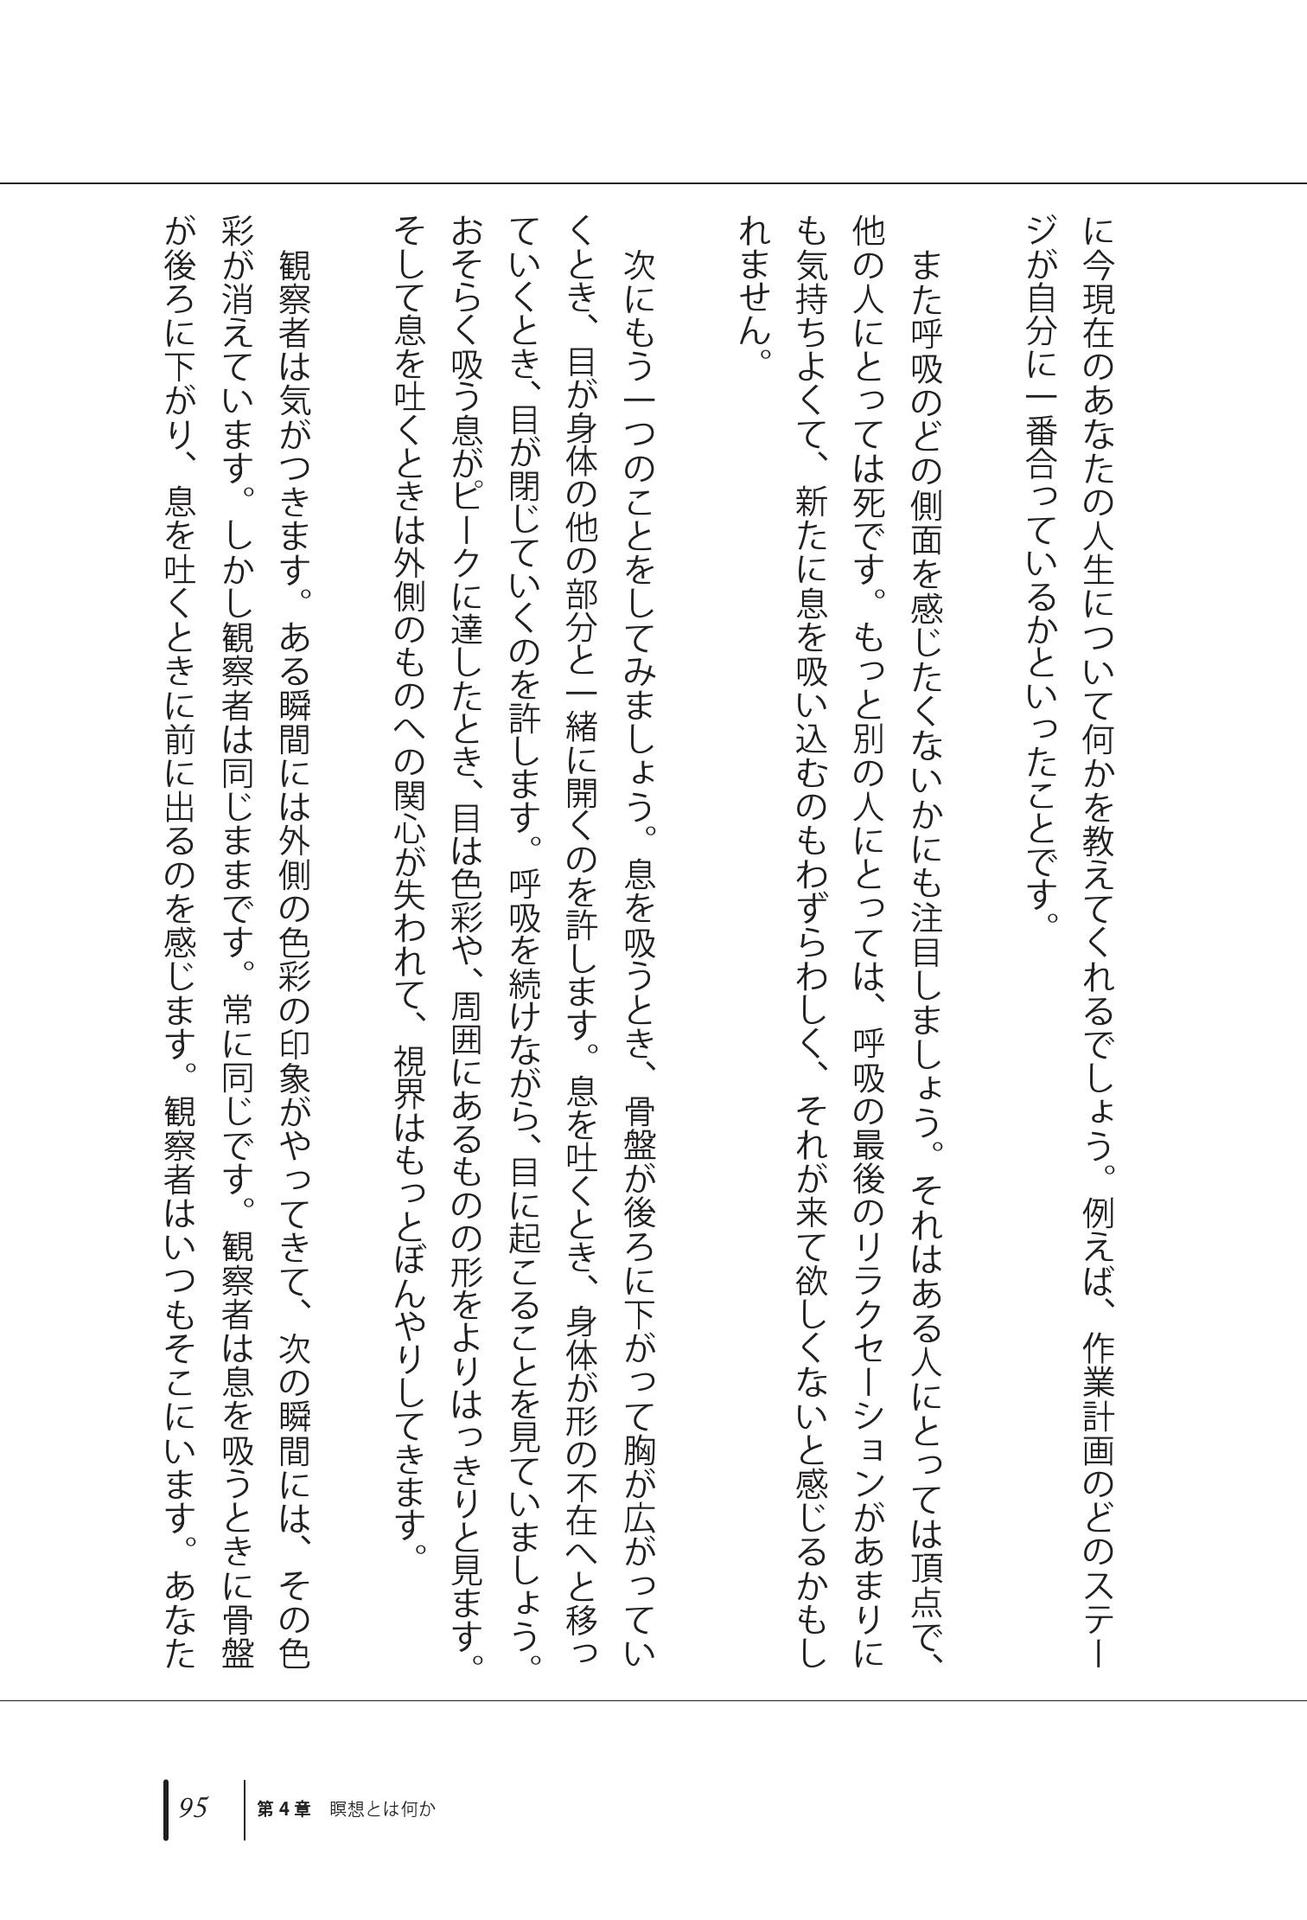 に今現在のあなたの人生について何かを教えてくれるでしょう。例えば、作業計画のどのステー
ジが自分に一番合っているかといったことです。
また呼吸のどの側面を感じたくないかにも注目しましょう。それはある人にとっては頂点で、
他の人にとっては死です。もっと別の人にとっては、呼吸の最後のリラクセーションがあまりに
も気持ちよくて、新たに息を吸い込むのもわずらわしく、それが来て欲しくないと感じるかもし
れません。
次にもう一つのことをしてみましょう。息を吸うとき、骨盤が後ろに下がって胸が広がってい
くとき、目が身体の他の部分と一緒に開くのを許します。息を吐くとき、身体が形の不在へと移っ
ていくとき、目が閉じていくのを許します。呼吸を続けながら、目に起こることを見ていましょう。
おそらく吸う息がピークに達したとき、目は色彩や、周囲にあるものの形をよりはっきりと見ます。
そして息を吐くときは外側のものへの関心が失われて、視界はもっとぼんやりしてきます。
観察者は気がつきます。ある瞬間には外側の色彩の印象がやってきて、次の瞬間には、その色
彩が消えています。しかし観察者は同じままです。常に同じです。観察者は息を吸うときに骨盤
が後ろに下がり、息を吐くときに前に出るのを感じます。観察者はいつもそこにいます。あなた
95 第4章 瞑想とは何か